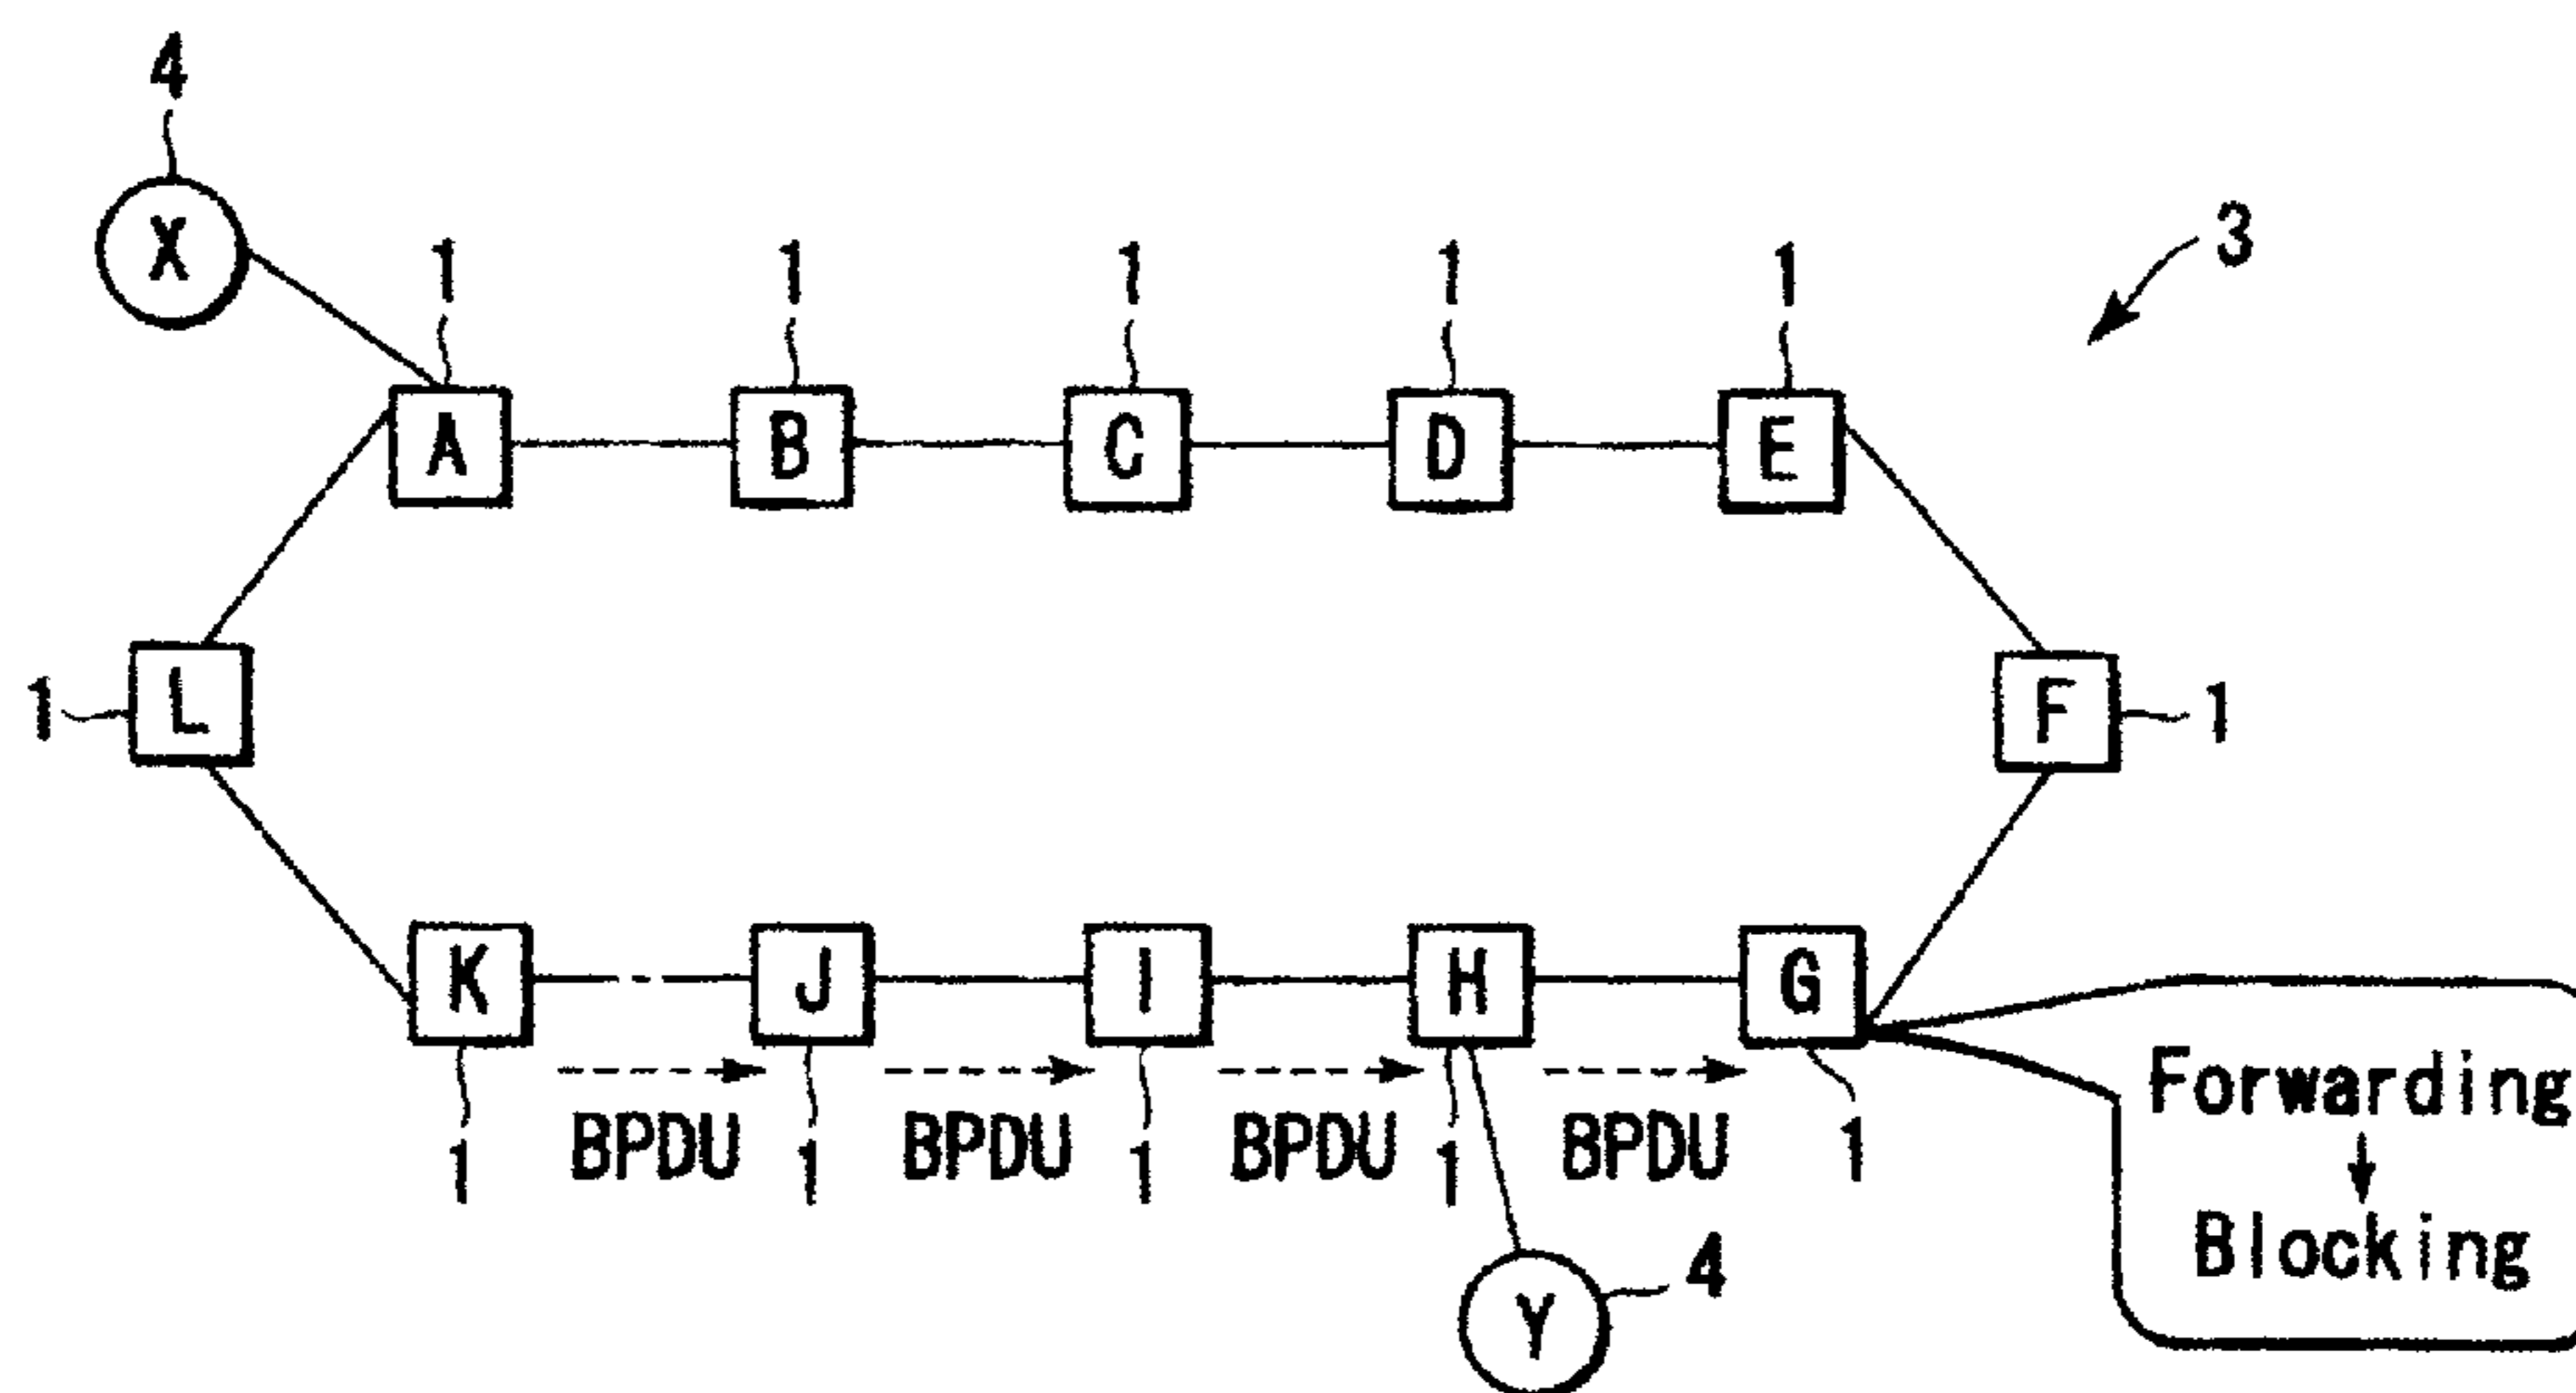 4
X
1 1 1 1 1
3
A B C D E
1 L
F 1
K J I H G
1 BPDU 1 BPDU 1 BPDU 1 BPDU 1
Forwarding
Blocking
Y 4